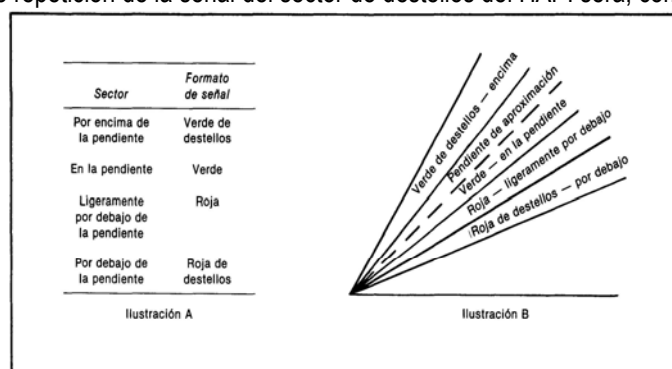 repetición de la señal del sector de destellos del HAPI será,
Sector
Formato
de señal
Por encima de
la pendiente
Verde de
destellos
En la pendiente
Verde
Ligeramente
por debajo de
la pendiente
Roja
Por debajo de
la pendiente
Roja de
destellos
Ilustración A
Verde de destellos — encima
Pendiente de aproximación
Verde — en la pendiente
Roja — ligeramente por debajo
Roja de destellos — por debajo
Ilustración B